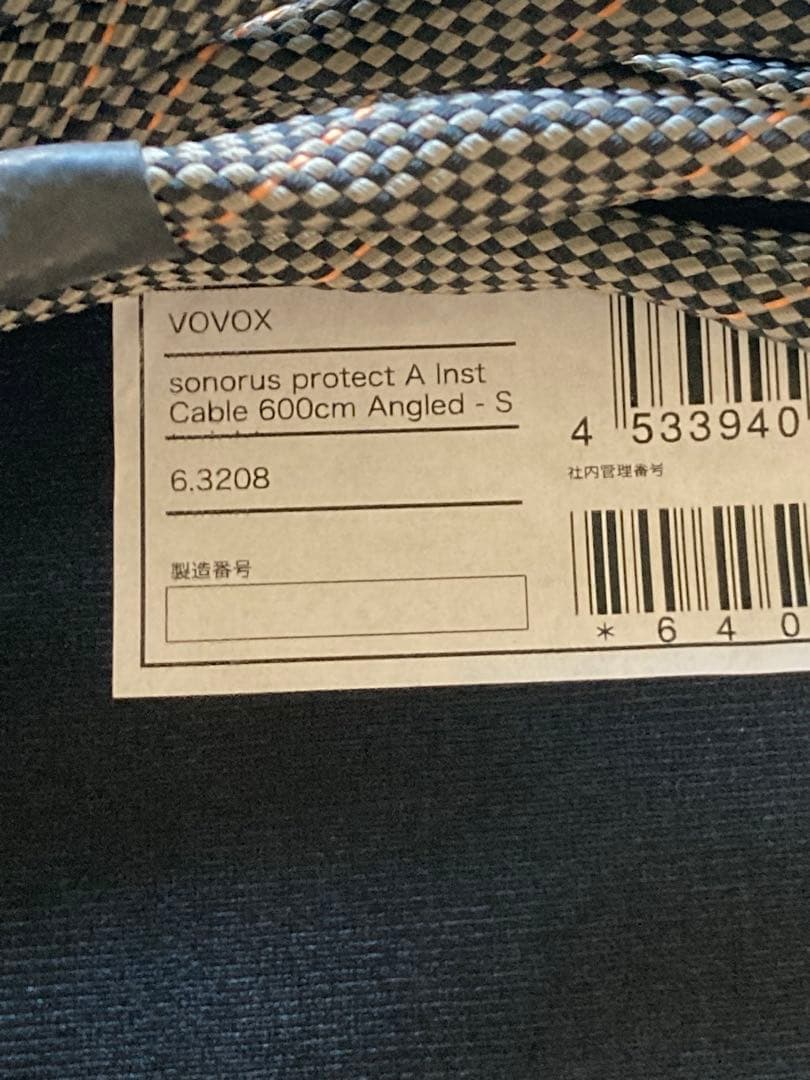 VOVOX
sonorus protect A Inst
Cable 600cm Angled - S
6.3208
製造番号
4 533940
社内管理番号
* 6 4 0